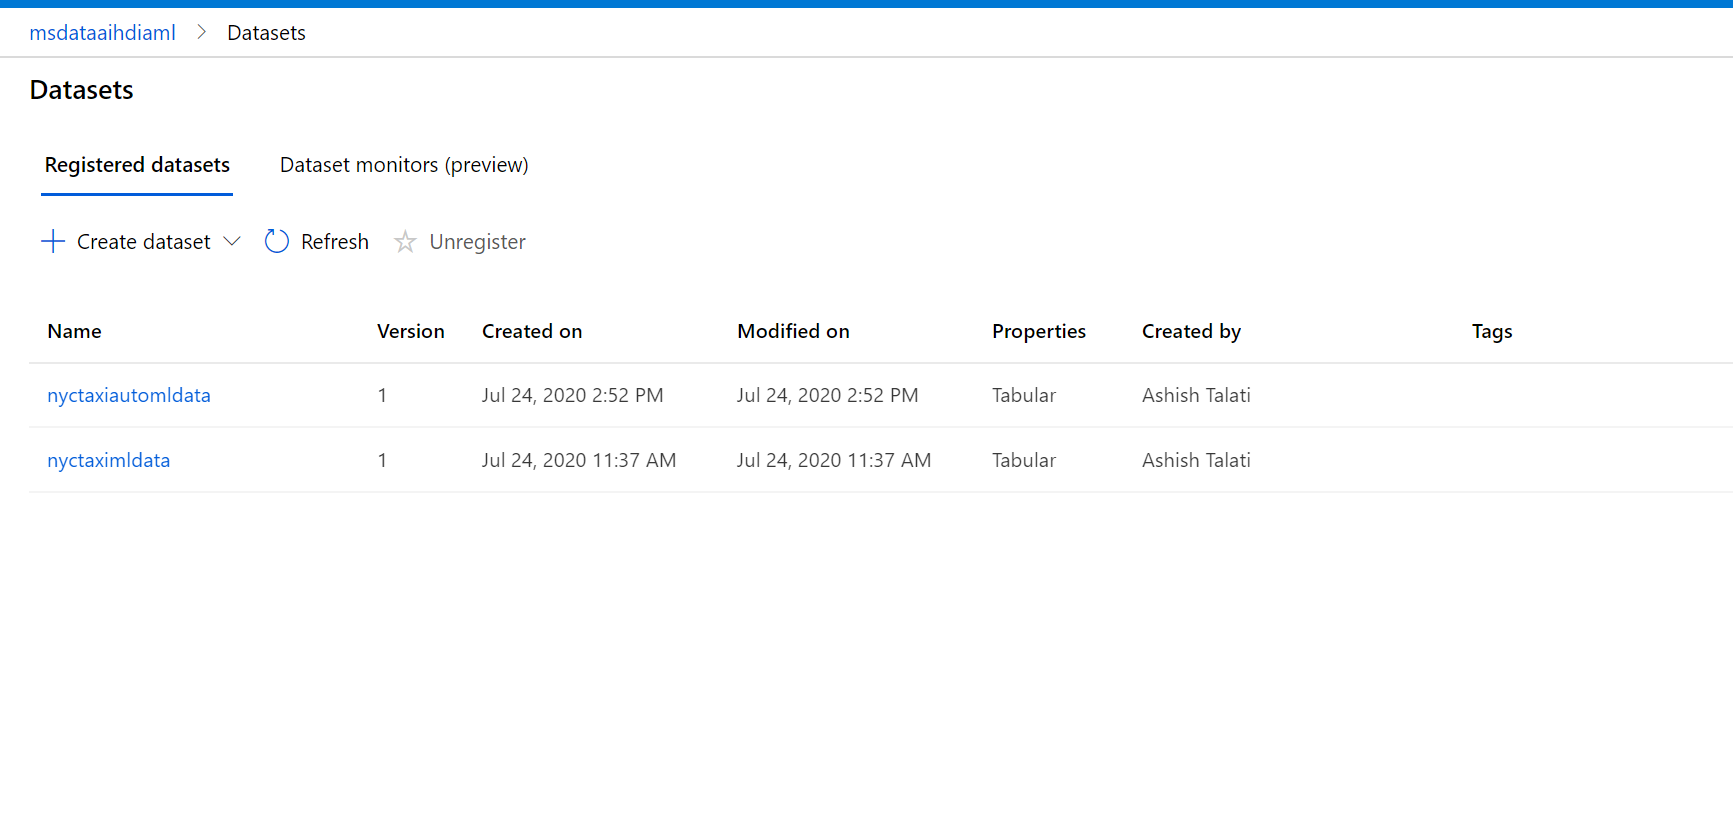 msdataaihdiaml > Datasets
Datasets
Registered datasets Dataset monitors (preview)
Create dataset Refresh Unregister
Name Version Created on Modified on Properties Created by Tags
nyctaxiautomldata 1 Jul 24, 2020 2:52 PM Jul 24, 2020 2:52 PM Tabular Ashish Talati
nyctaximldata 1 Jul 24, 2020 11:37 AM Jul 24, 2020 11:37 AM Tabular Ashish Talati